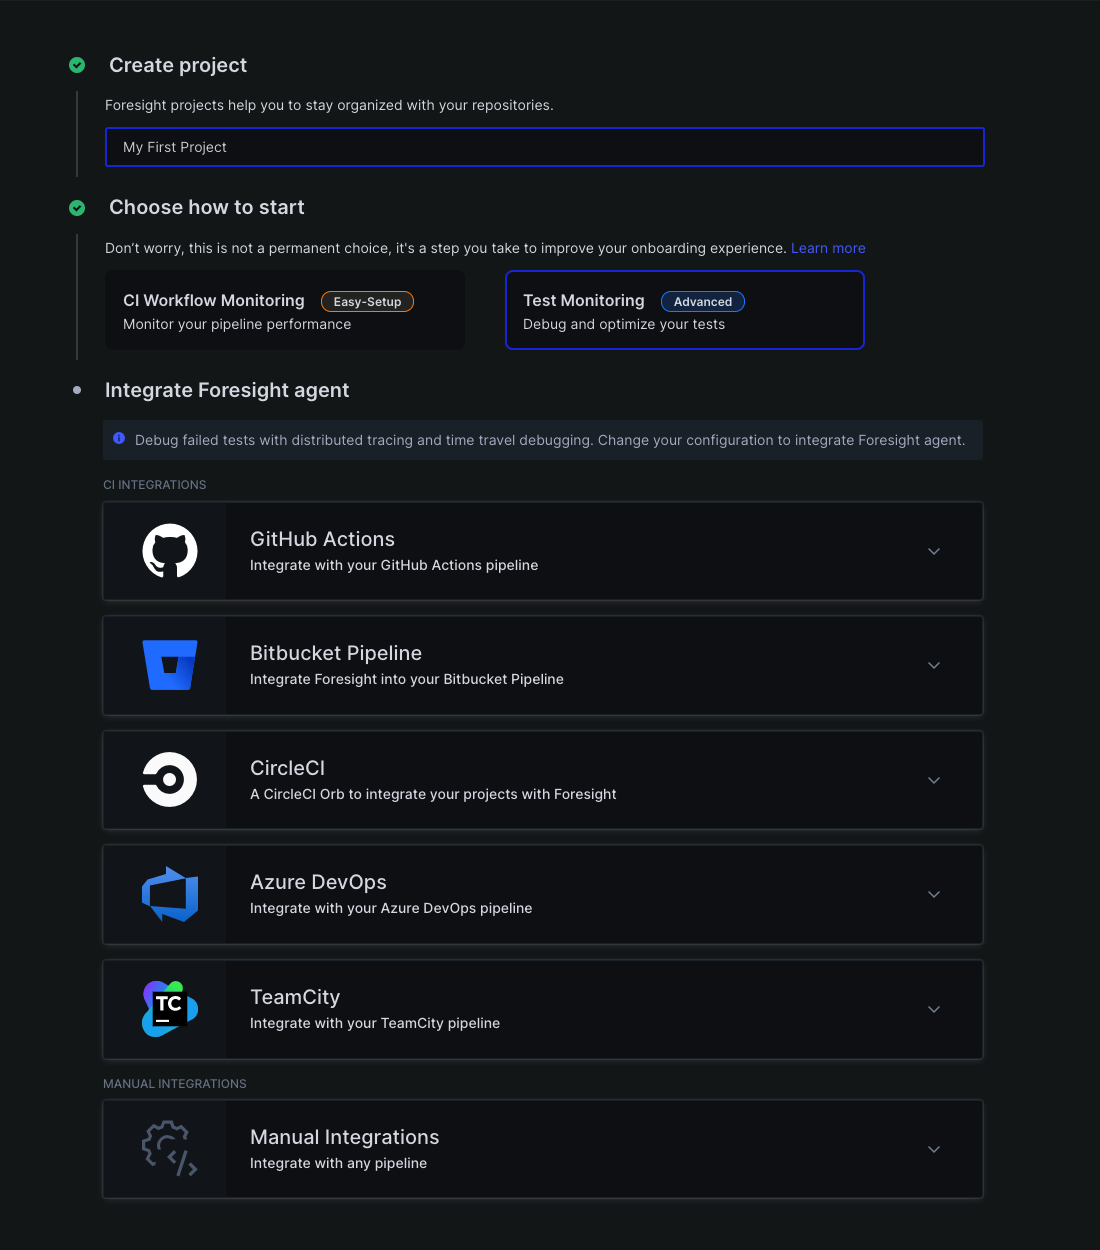 Create project
Foresight projects help you to stay organized with your repositories.
My First Project
Choose how to start
Don’t worry, this is not a permanent choice, it's a step you take to improve your onboarding experience. Learn more
CI Workflow Monitoring Easy-Setup
Monitor your pipeline performance
Test Monitoring Advanced
Debug and optimize your tests
Integrate Foresight agent
Debug failed tests with distributed tracing and time travel debugging. Change your configuration to integrate Foresight agent.
CI INTEGRATIONS
GitHub Actions
Integrate with your GitHub Actions pipeline
Bitbucket Pipeline
Integrate Foresight into your Bitbucket Pipeline
CircleCI
A CircleCI Orb to integrate your projects with Foresight
Azure DevOps
Integrate with your Azure DevOps pipeline
TC
TeamCity
Integrate with your TeamCity pipeline
MANUAL INTEGRATIONS
Manual Integrations
Integrate with any pipeline